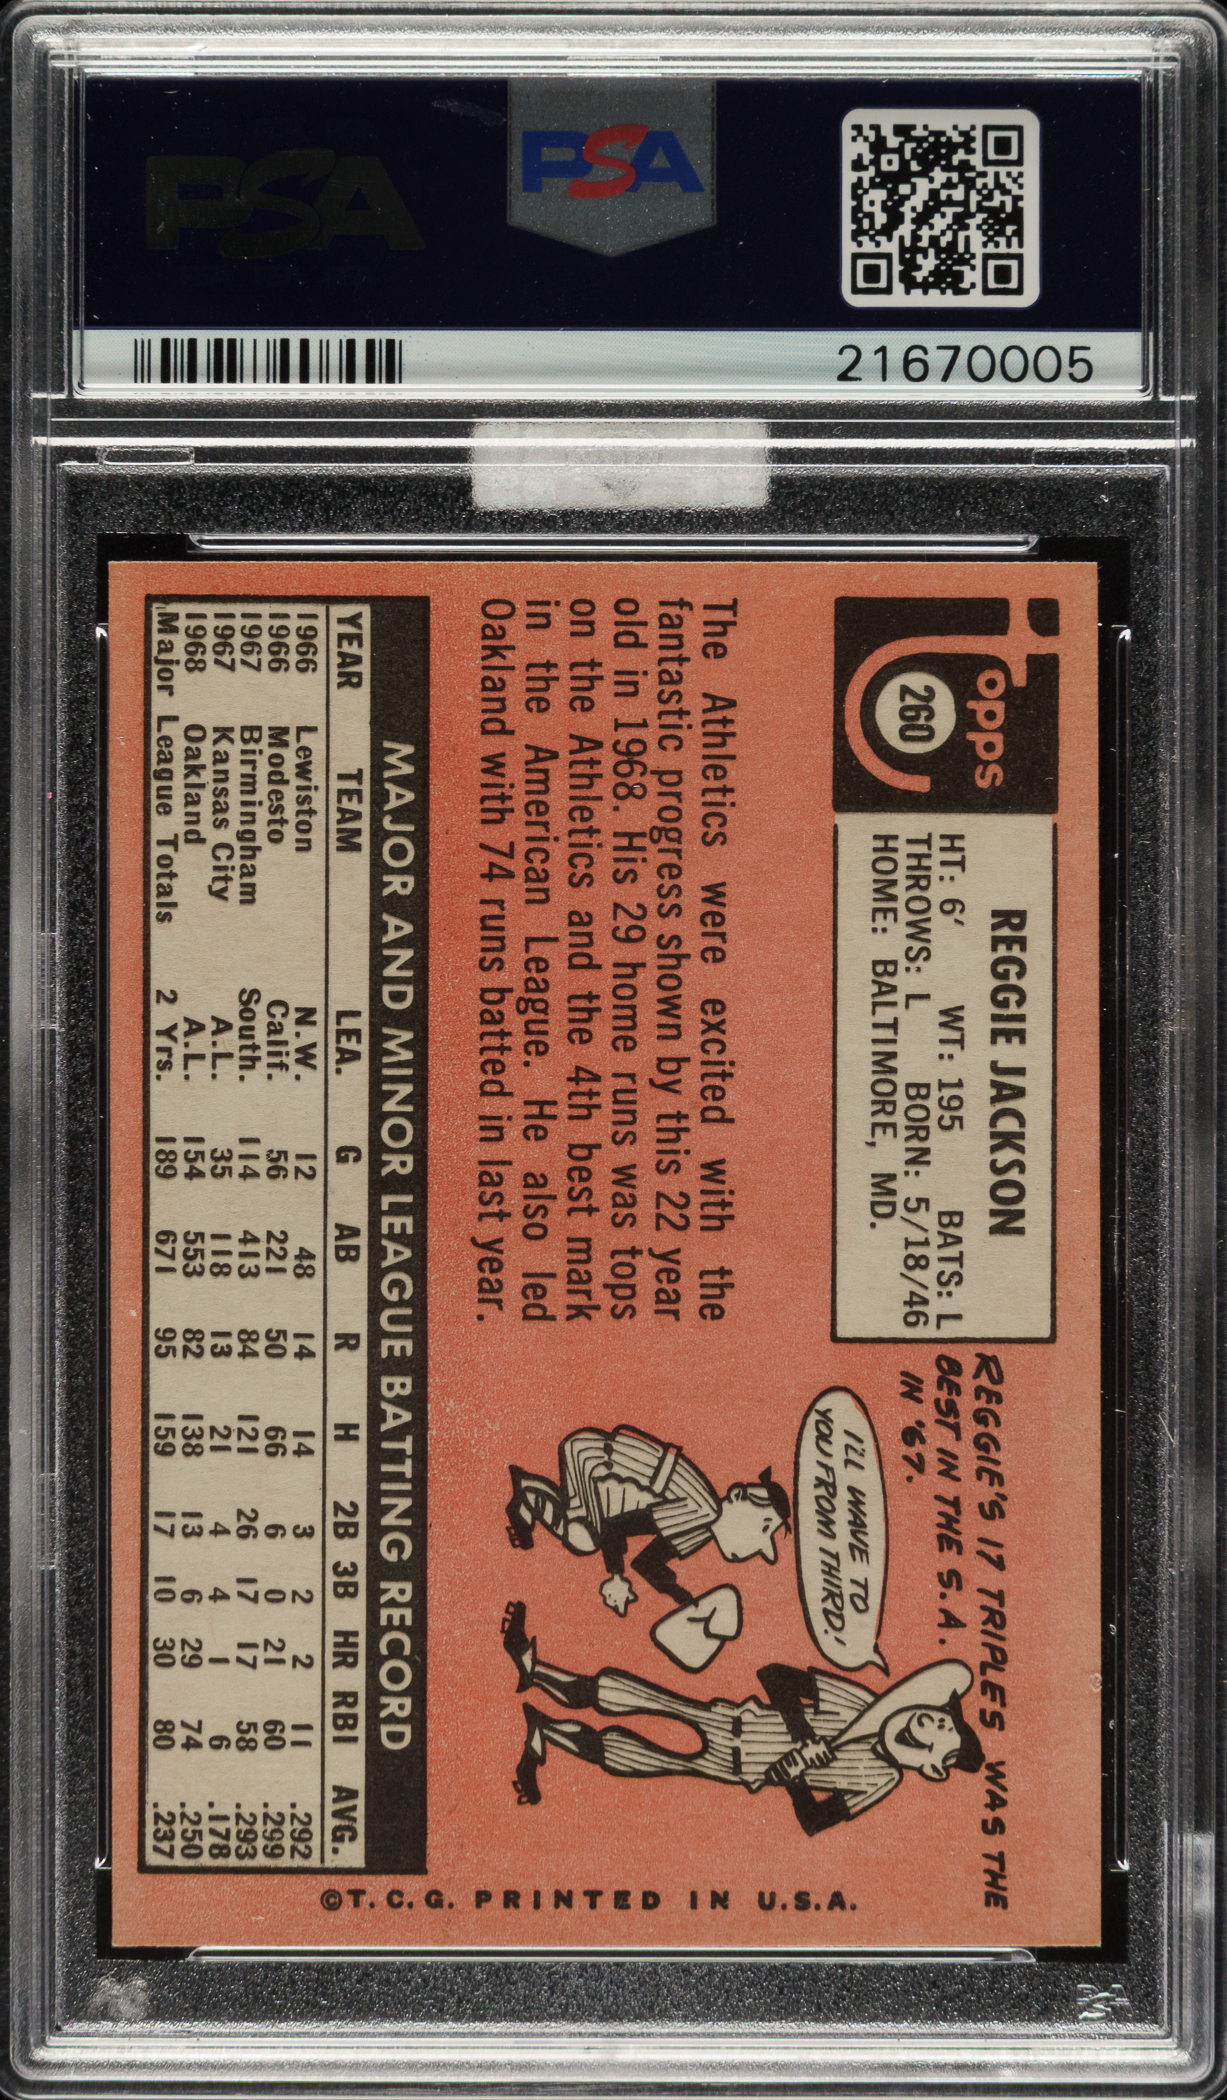 PSA
PSA
21670005
Topps
260
REGGIE JACKSON
HT: 6' WT: 195 BATS: L
THROWS: L BORN: 5/18/46
HOME: BALTIMORE, MD.
REGGIE'S 17 TRIPLES WAS THE
BEST IN THE S.A.
IN '67.
I'LL WAVE TO
YOU FROM THIRD!
The Athletics were excited with the
fantastic progress shown by this 22 year
old in 1968. His 29 home runs was tops
on the Athletics and the 4th best mark
in the American League. He also led
Oakland with 74 runs batted in last year.
MAJOR AND MINOR LEAGUE BATTING RECORD
YEAR TEAM LEA. G AB R H 2B 3B HR RBI AVG.
1966 Lewiston N.W. 12 48 14 14 3 2 2 11 .292
1966 Modesto Calif. 56 221 50 66 6 0 21 60 .299
1967 Birmingham South. 114 413 84 121 26 17 17 58 .293
1967 Kansas City A.L. 35 118 13 21 4 4 1 6 .178
1968 Oakland A.L. 154 553 82 138 13 6 29 74 .250
Major League Totals 2 Yrs. 189 671 95 159 17 10 30 80 .237
©T.C.G. PRINTED IN U.S.A.
PSA